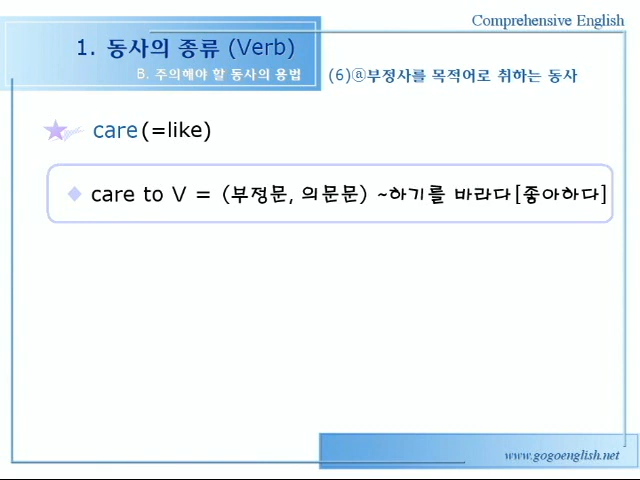 Comprehensive English
1. 동사의 종류 (Verb)
B. 주의해야 할 동사의 용법
(6)ⓐ부정사를 목적어로 취하는 동사
care(=like)
care to V = (부정문, 의문문) ~하기를 바라다[좋아하다]
www.gogoenglish.net